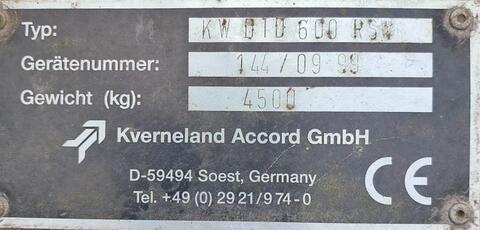 Typ: KW DTD 600 RSW
Gerätenummer: 144/09 99
Gewicht (kg): 4500
Kverneland Accord GmbH
D-59494 Soest, Germany
Tel. +49 (0) 29 21/9 74 - 0
CE